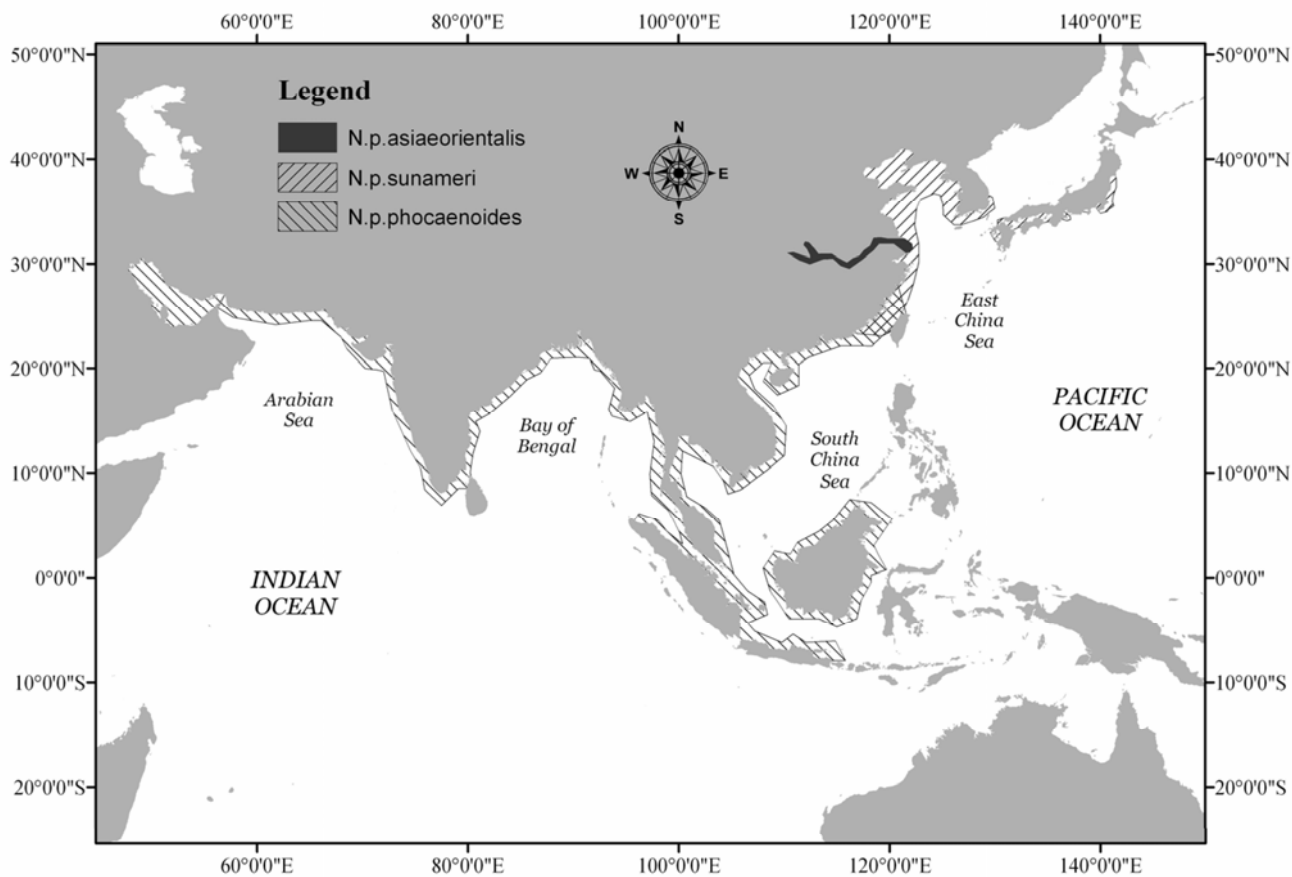 60°0'0"E 80°0'0"E 100°0'0"E 120°0'0"E 140°0'0"E
50°0'0"N 50°0'0"N
Legend
N.p.asiaeorientalis
N
40°0'0"N 40°0'0"N
W E
N.p.sunameri
S
N.p.phocaenoides
30°0'0"N 30°0'0"N
East
China
Sea
20°0'0"N 20°0'0"N
Arabian
Sea
Bay of
Bengal
PACIFIC
OCEAN
South
China
Sea
10°0'0"N 10°0'0"N
INDIAN
OCEAN
0°0'0" 0°0'0"
10°0'0"S 10°0'0"S
20°0'0"S 20°0'0"S
60°0'0"E 80°0'0"E 100°0'0"E 120°0'0"E 140°0'0"E